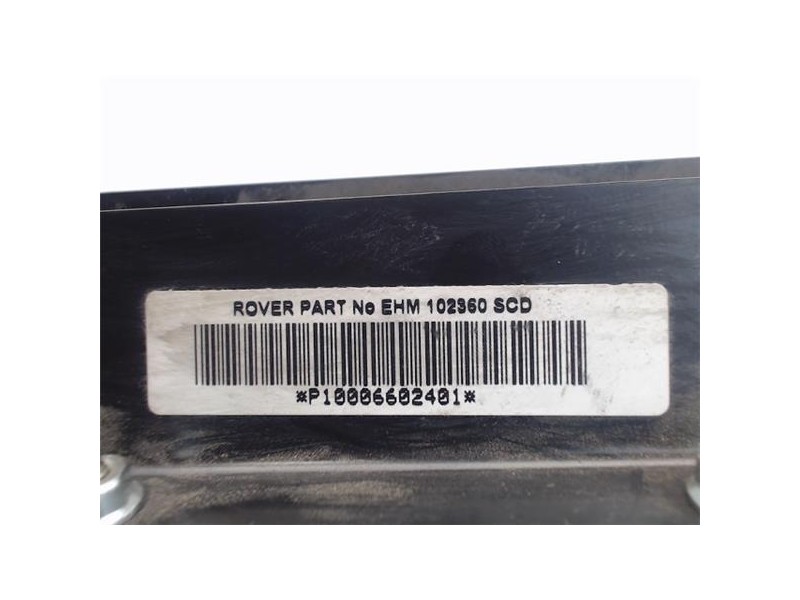 ROVER PART No EHM 102360 SCD
*P10006602401*